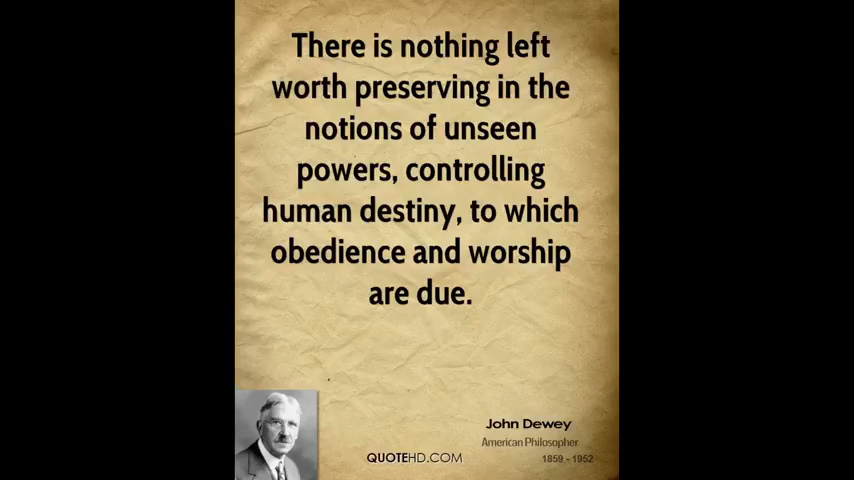 There is nothing left
worth preserving in the
notions of unseen
powers, controlling
human destiny, to which
obedience and worship
are due.
John Dewey
American Philosopher
QUOTEHD.COM
1859 - 1952